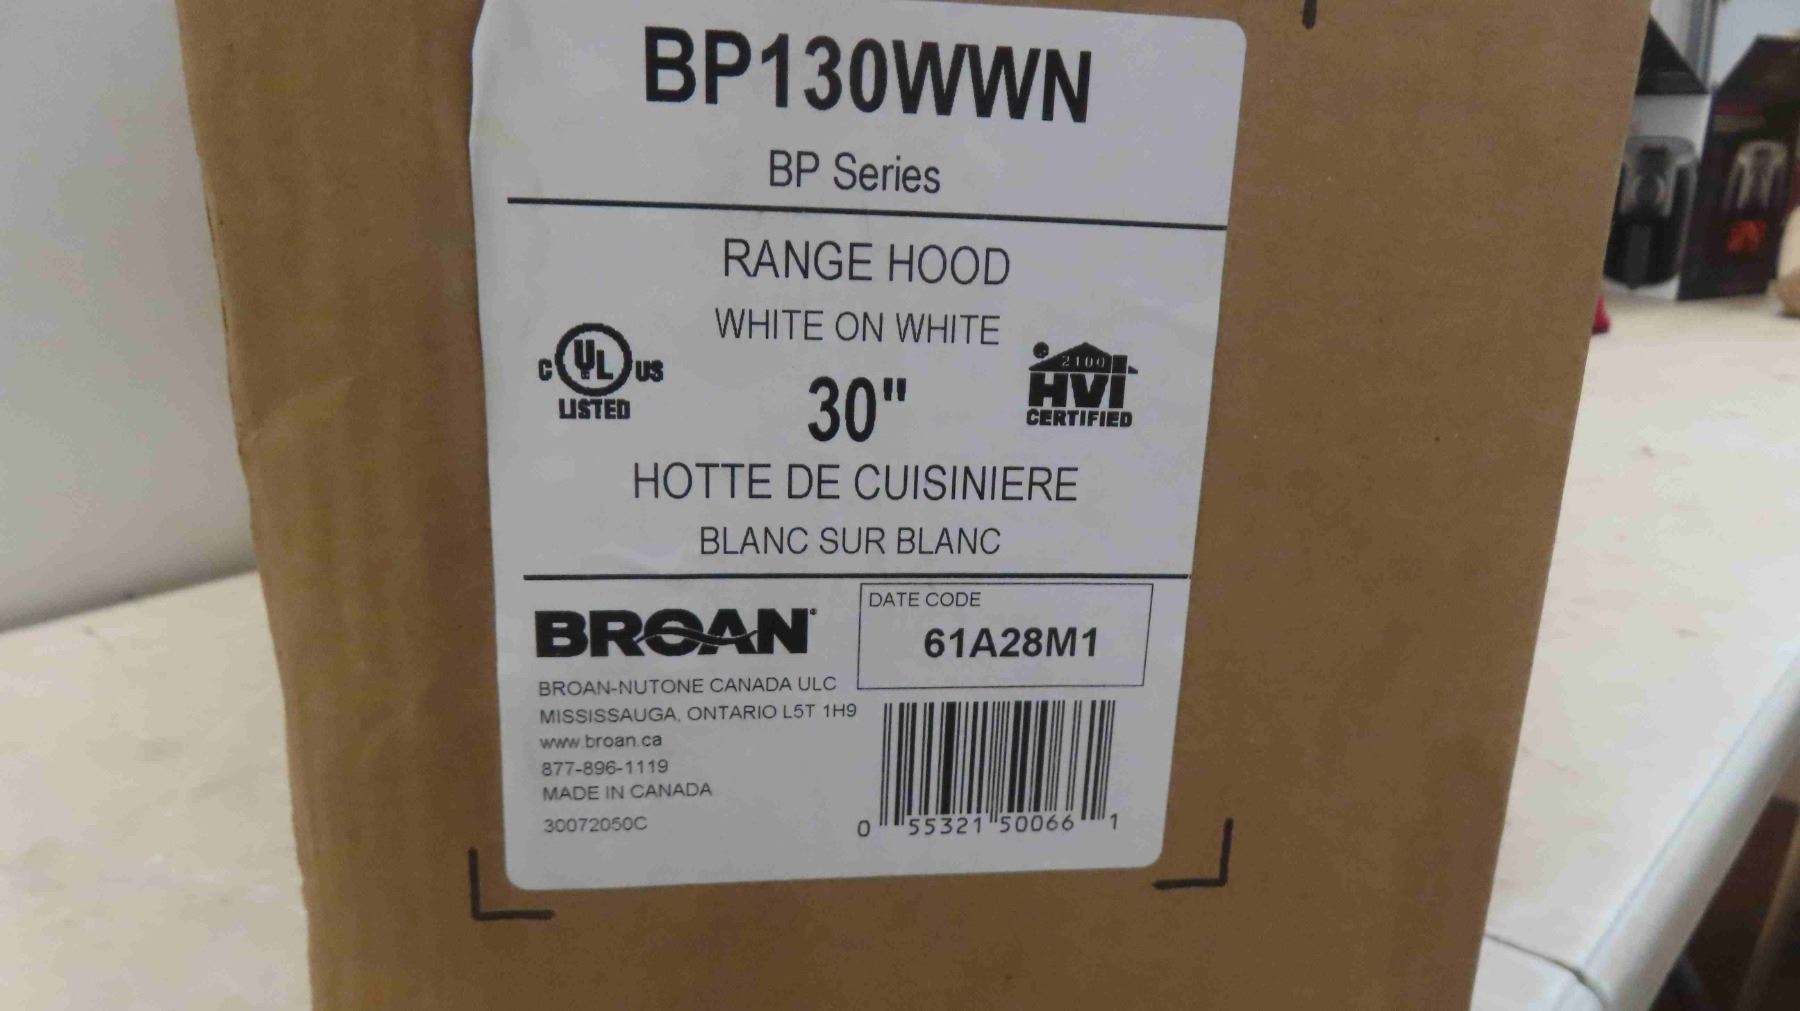 BP130WWN
BP Series
RANGE HOOD
WHITE ON WHITE
C UL US
LISTED
2100
HVI
CERTIFIED
30"
HOTTE DE CUISINIERE
BLANC SUR BLANC
BROAN®
DATE CODE
61A28M1
BROAN-NUTONE CANADA ULC
MISSISSAUGA, ONTARIO L5T 1H9
www.broan.ca
877-896-1119
MADE IN CANADA
30072050C
0 55321 50066 1